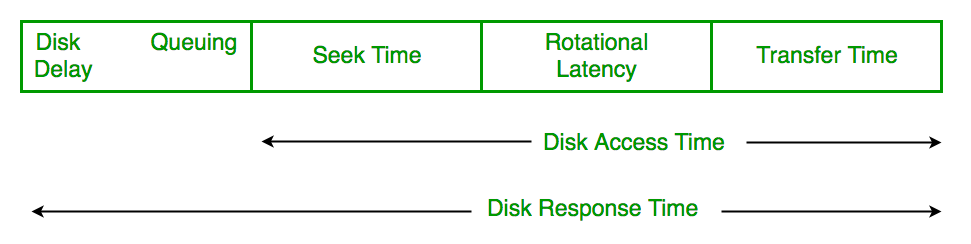 Disk Queuing Seek Time Rotational Transfer Time
Delay Latency
Disk Access Time
Disk Response Time